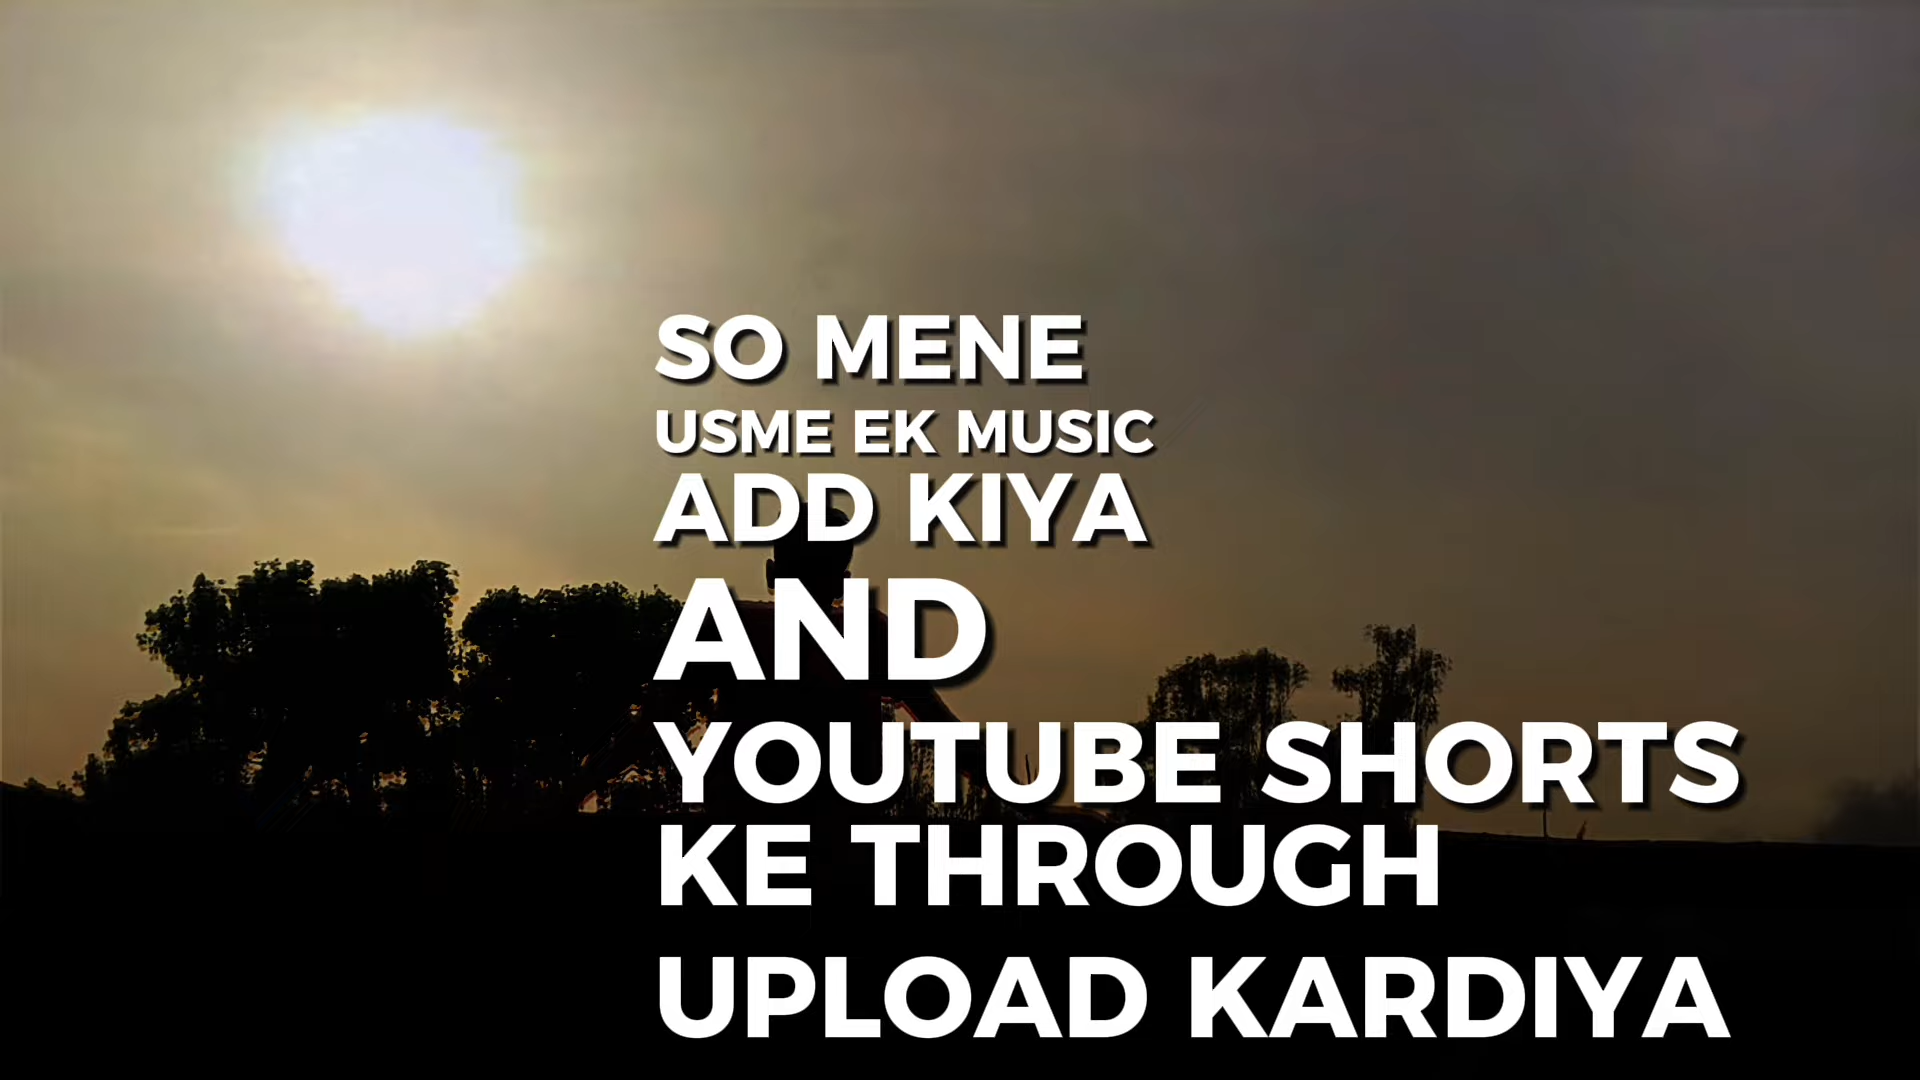 SO MENE
USME EK MUSIC
ADD KIYA
AND
YOUTUBE SHORTS
KE THROUGH
UPLOAD KARDIYA